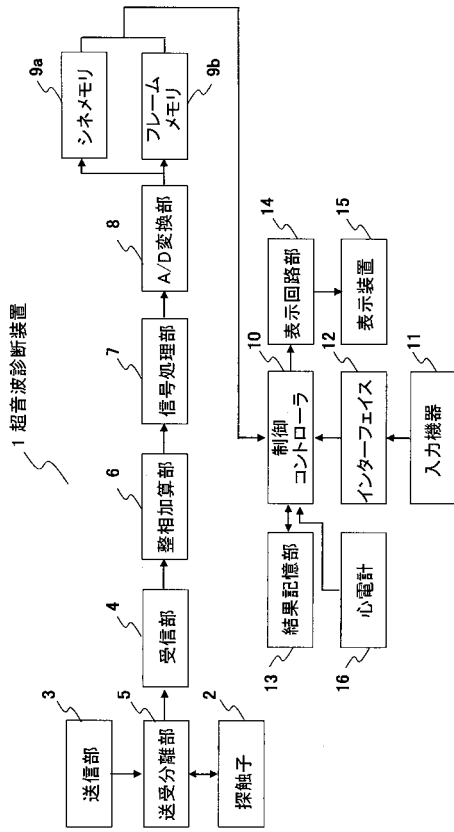 1 超音波診断装置
3
送信部
5
送受分離部
2
探触子
4
受信部
6
整相加算部
7
信号処理部
8
A/D変換部
9a
シネメモリ
フレーム
メモリ
9b
13
結果記憶部
16
心電計
10
制御
コントローラ
12
インターフェイス
11
入力機器
14
表示回路部
15
表示装置